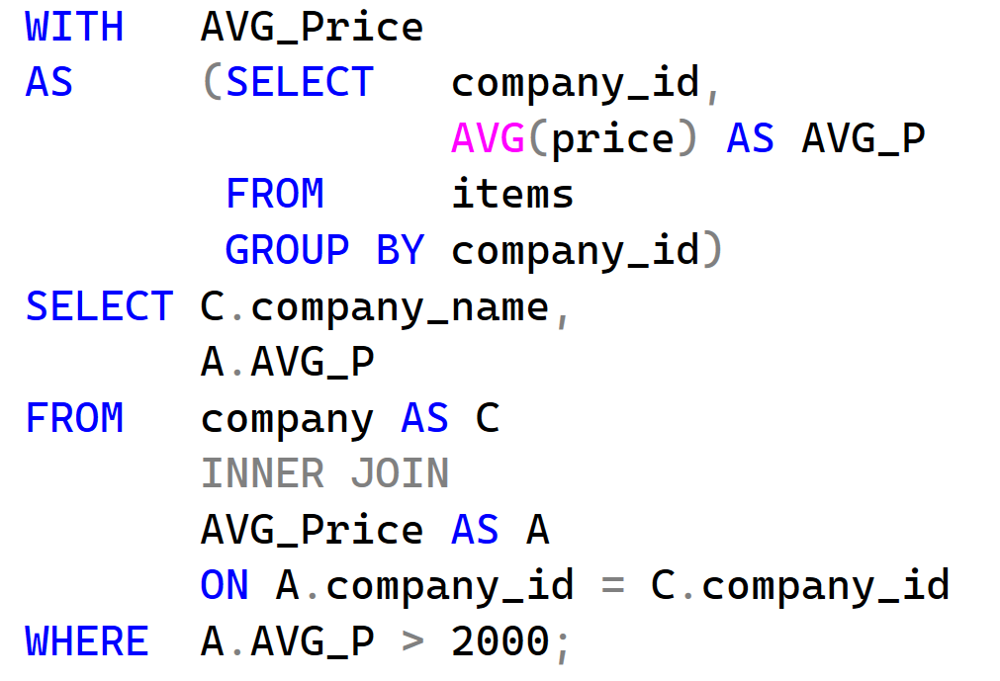 WITH   AVG_Price
AS     (SELECT   company_id,
                 AVG(price) AS AVG_P
        FROM     items
        GROUP BY company_id)
SELECT C.company_name,
       A.AVG_P
FROM   company AS C
       INNER JOIN
       AVG_Price AS A
       ON A.company_id = C.company_id
WHERE  A.AVG_P > 2000;